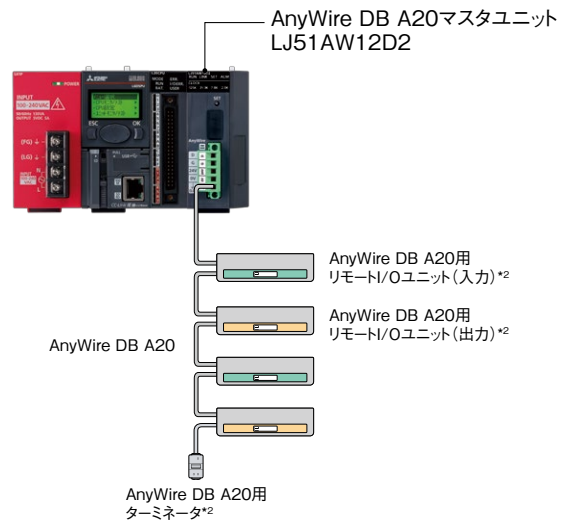 AnyWire DB A20マスタユニット
LJ51AW12D2
POWER
INPUT
100-240VAC
ESC
OK
(FG)
(LG)
N
L
AnyWire DB A20用
リモートI/Oユニット（入力）*2
AnyWire DB A20用
リモートI/Oユニット（出力）*2
AnyWire DB A20
AnyWire DB A20用
ターミネータ*2